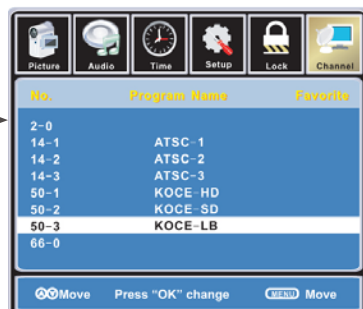 Picture Audio Time Setup Lock Channel
No. Program Name Favorite
2-0
14-1 ATSC-1
14-2 ATSC-2
14-3 ATSC-3
50-1 KOCE-HD
50-2 KOCE-SD
50-3 KOCE-LB
66-0
Move Press "OK" change MENU Move